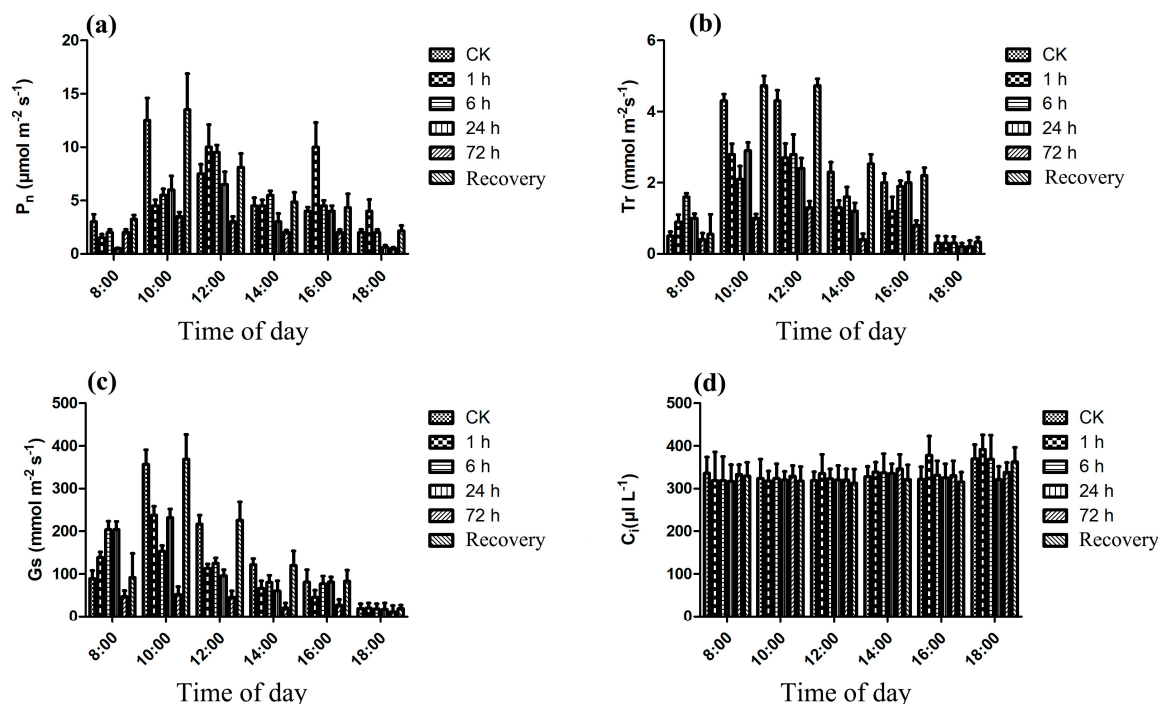 (a)
20
15
10
5
0
Pn (µmol m-2 s-1)
8:00
10:00
12:00
14:00
16:00
18:00
Time of day
CK
1 h
6 h
24 h
72 h
Recovery
(b)
6
4
2
0
Tr (mmol m-2s-1)
8:00
10:00
12:00
14:00
16:00
18:00
Time of day
CK
1 h
6 h
24 h
72 h
Recovery
(c)
500
400
300
200
100
0
Gs (mmol m-2 s-1)
8:00
10:00
12:00
14:00
16:00
18:00
Time of day
CK
1 h
6 h
24 h
72 h
Recovery
(d)
500
400
300
200
100
0
Ci(µl L-1)
8:00
10:00
12:00
14:00
16:00
18:00
Time of day
CK
1 h
6 h
24 h
72 h
Recovery